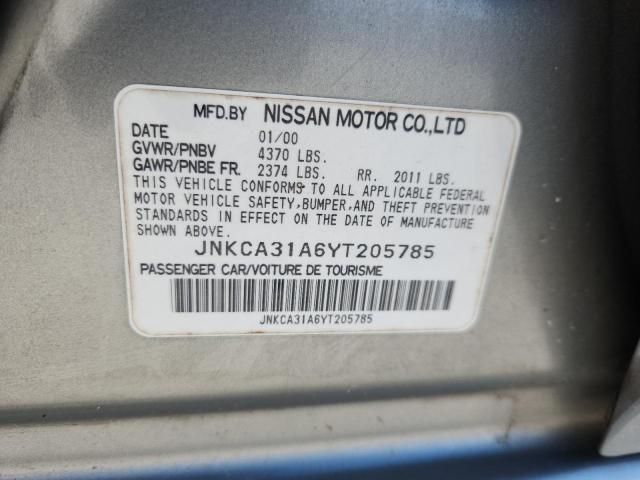 MFD.BY NISSAN MOTOR CO.,LTD
DATE 01/00
GVWR/PNBV 4370 LBS.
GAWR/PNBE FR. 2374 LBS. RR. 2011 LBS.
THIS VEHICLE CONFORMS TO ALL APPLICABLE FEDERAL
MOTOR VEHICLE SAFETY, BUMPER, AND THEFT PREVENTION
STANDARDS IN EFFECT ON THE DATE OF MANUFACTURE
SHOWN ABOVE.
JNKCA31A6YT205785
PASSENGER CAR/VOITURE DE TOURISME
JNKCA31A6YT205785